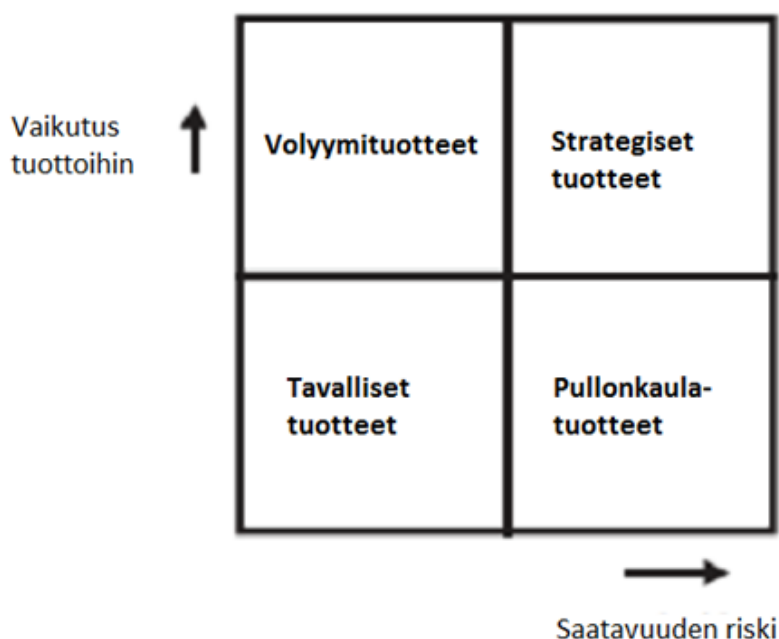 Vaikutus
tuottoihin
Volyymituotteet
Strategiset
tuotteet
Tavalliset
tuotteet
Pullonkaula-
tuotteet
Saatavuuden riski